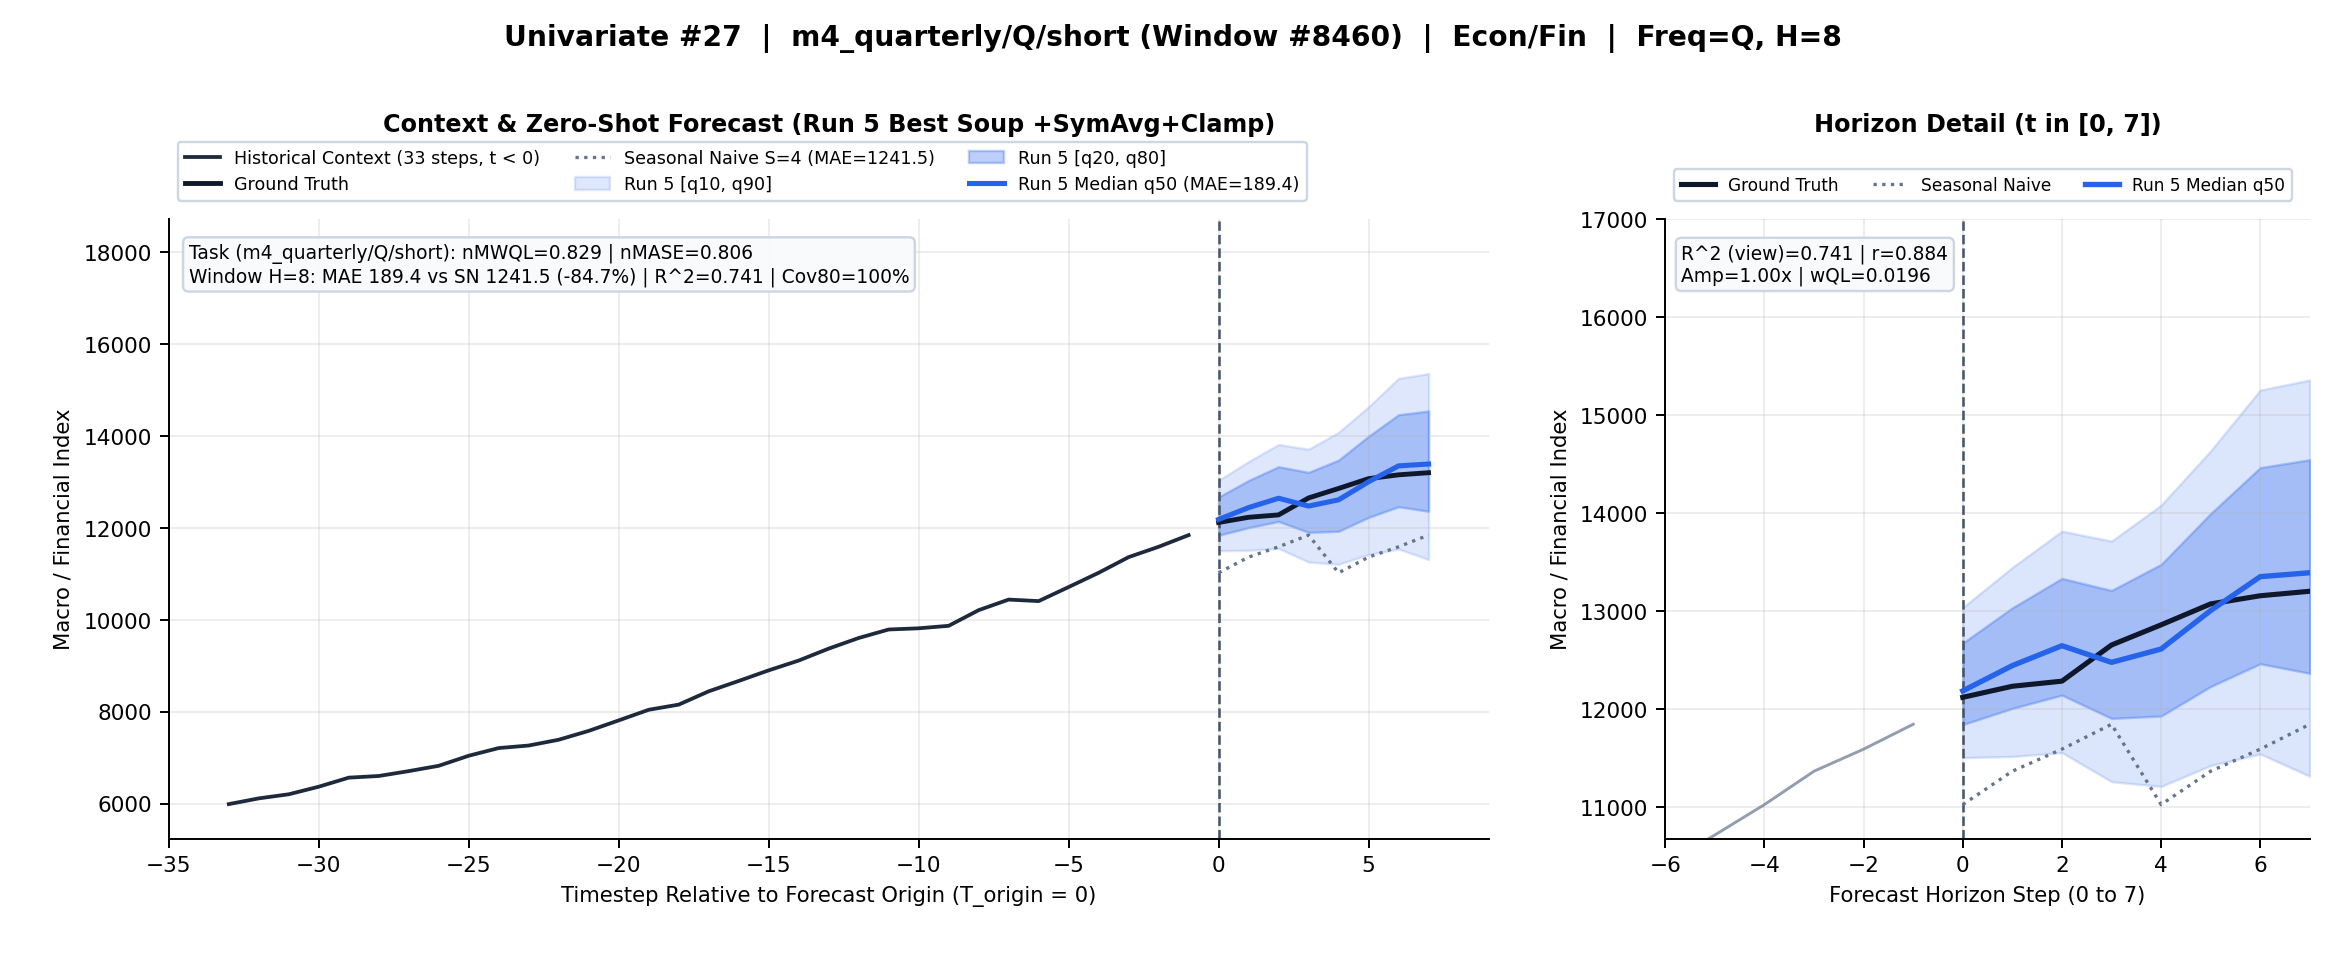 Univariate #27 | m4_quarterly/Q/short (Window #8460) | Econ/Fin | Freq=Q, H=8
Context & Zero-Shot Forecast (Run 5 Best Soup +SymAvg+Clamp)
Historical Context (33 steps, t < 0)
Ground Truth
Seasonal Naive S=4 (MAE=1241.5)
Run 5 [q10, q90]
Run 5 [q20, q80]
Run 5 Median q50 (MAE=189.4)
Task (m4_quarterly/Q/short): nMWQL=0.829 | nMASE=0.806
Window H=8: MAE 189.4 vs SN 1241.5 (-84.7%) | R^2=0.741 | Cov80=100%
18000
16000
14000
12000
10000
8000
6000
Macro / Financial Index
−35 −30 −25 −20 −15 −10 −5 0 5
Timestep Relative to Forecast Origin (T_origin = 0)
Horizon Detail (t in [0, 7])
Ground Truth Seasonal Naive Run 5 Median q50
R^2 (view)=0.741 | r=0.884
Amp=1.00x | wQL=0.0196
17000
16000
15000
14000
13000
12000
11000
Macro / Financial Index
−6 −4 −2 0 2 4 6
Forecast Horizon Step (0 to 7)